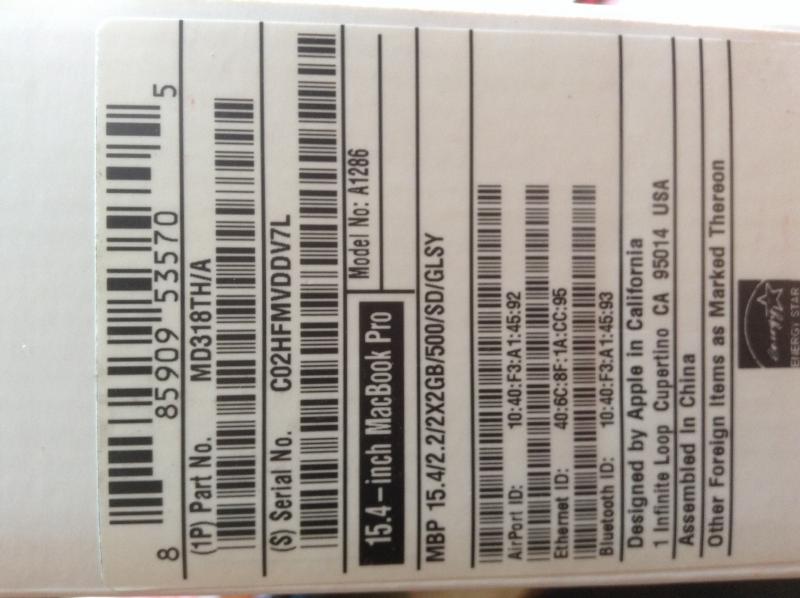 8 85909 53570 5
(1P) Part No. MD318TH/A
(S) Serial No. C02HFMVDDV7L
15.4-inch MacBook Pro
Model No: A1286
MBP 15.4/2.2/2X2GB/500/SD/GLSY
AirPort ID: 10:40:F3:A1:45:92
Ethernet ID: 40:6C:8F:1A:CC:95
Bluetooth ID: 10:40:F3:A1:45:93
Designed by Apple in California
1 Infinite Loop Cupertino CA 95014 USA
Assembled In China
Other Foreign Items as Marked Thereon
energy
ENERGY STAR